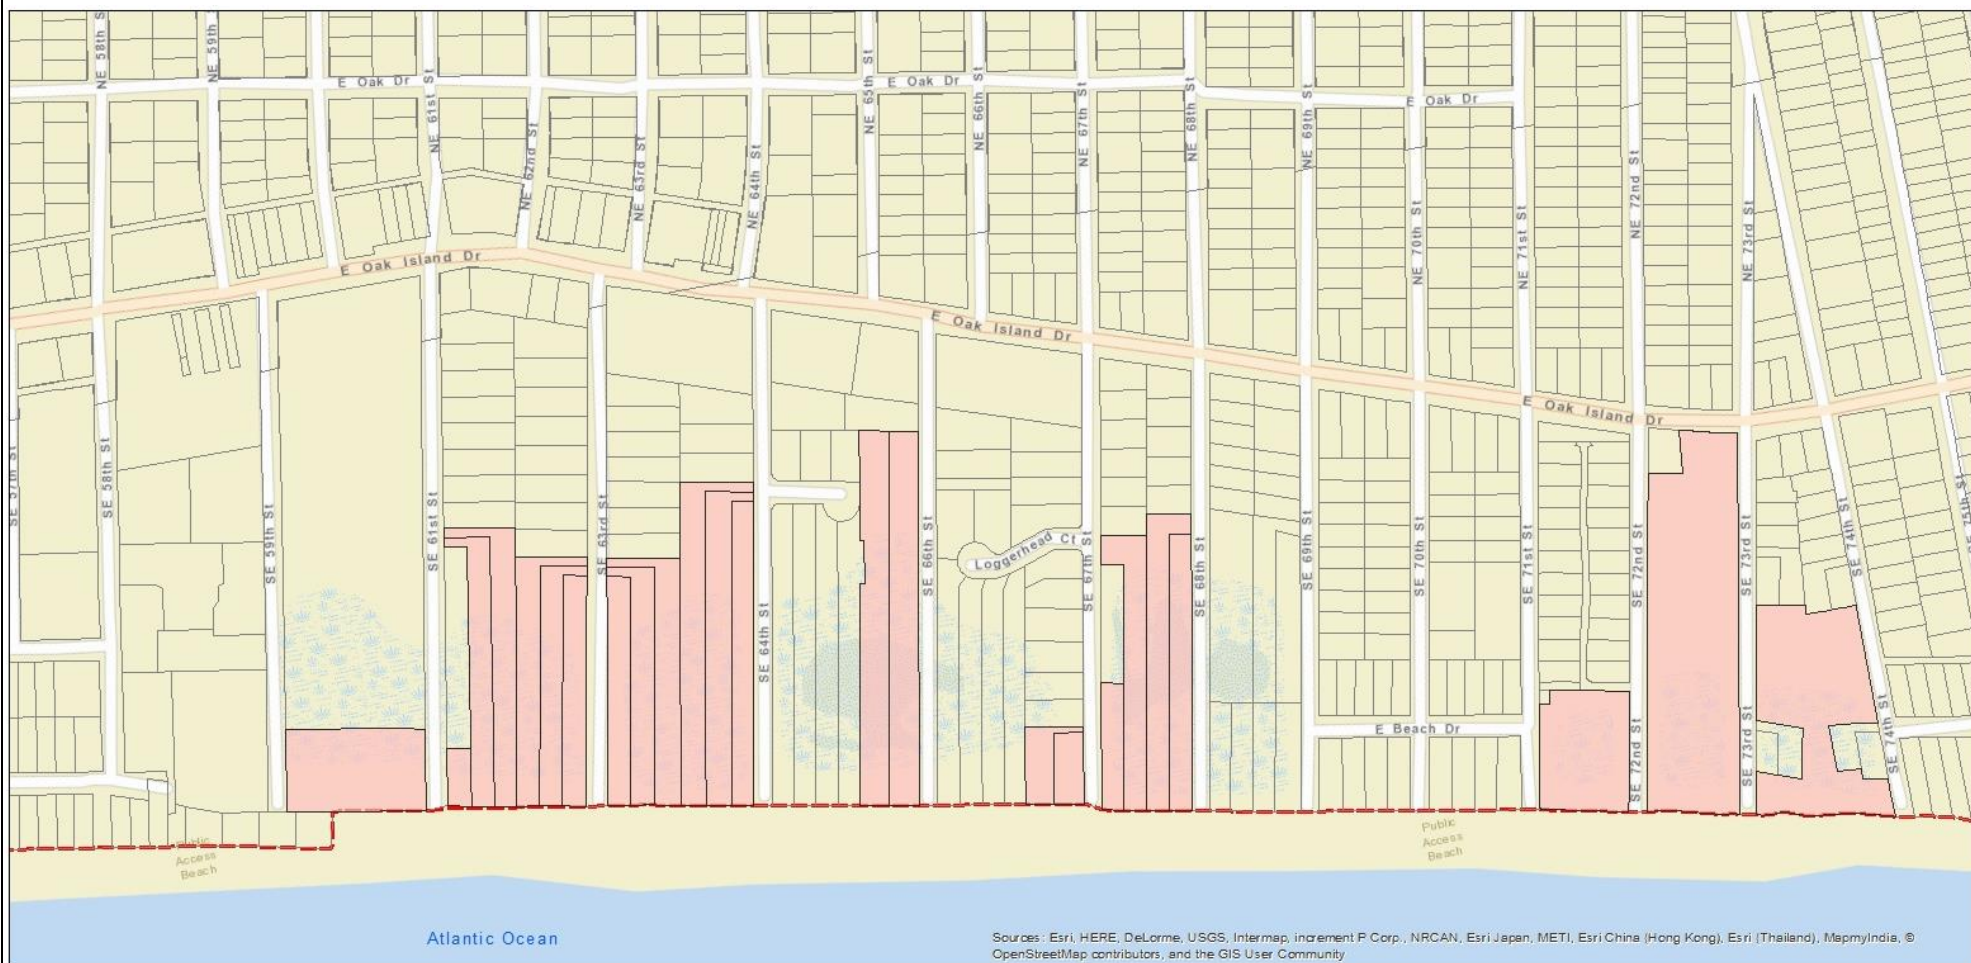 NE 58th S
NE 59th St
E Oak Dr
NE 61st St
NE 62nd St
NE 63rd St
NE 64th St
NE 65th St
E Oak Dr
NE 66th St
NE 67th St
NE 68th St
NE 69th St
E Oak Dr
NE 70th St
NE 71st St
NE 72nd St
NE 73rd St
E Oak Island Dr
E Oak Island Dr
E Oak Island Dr
SE 57th St
SE 58th St
SE 59th St
SE 61st St
SE 63rd St
SE 64th St
SE 66th St
Loggerhead Ct
SE 67th St
SE 68th St
SE 69th St
SE 70th St
SE 71st St
SE 72nd St
SE 73rd St
SE 74th St
75th St
E Beach Dr
SE 72nd St
SE 73rd St
SE 74th St
Public
Access
Beach
Public
Access
Beach
Atlantic Ocean
Sources: Esri, HERE, DeLorme, USGS, Intermap, increment P Corp., NRCAN, Esri Japan, METI, Esri China (Hong Kong), Esri (Thailand), MapmyIndia, ©
OpenStreetMap contributors, and the GIS User Community